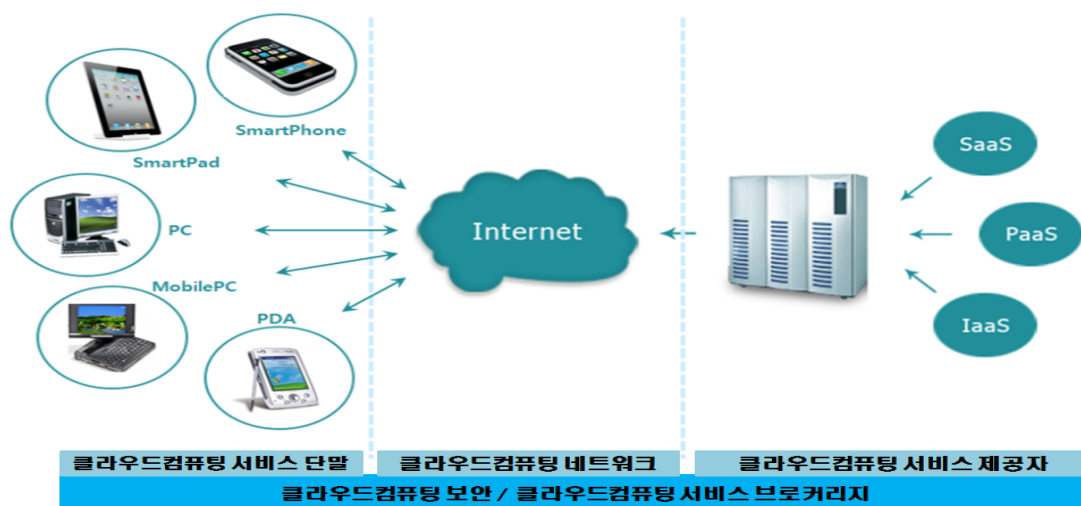 SmartPhone
SmartPad
PC
MobilePC
PDA
Internet
SaaS
PaaS
IaaS
클라우드컴퓨팅 서비스 단말
클라우드컴퓨팅 네트워크
클라우드컴퓨팅 서비스 제공자
클라우드컴퓨팅 보안 / 클라우드컴퓨팅 서비스 브로커리지